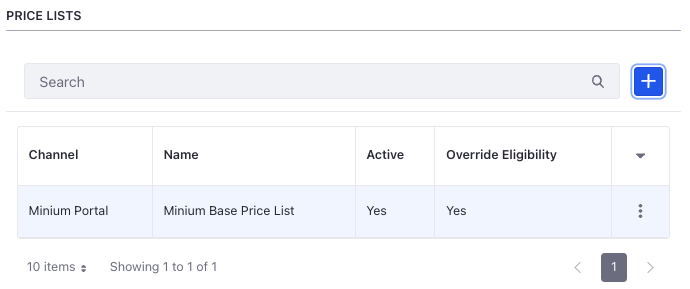 PRICE LISTS
Search
Channel Name Active Override Eligibility
Minium Portal Minium Base Price List Yes Yes
10 items Showing 1 to 1 of 1 1